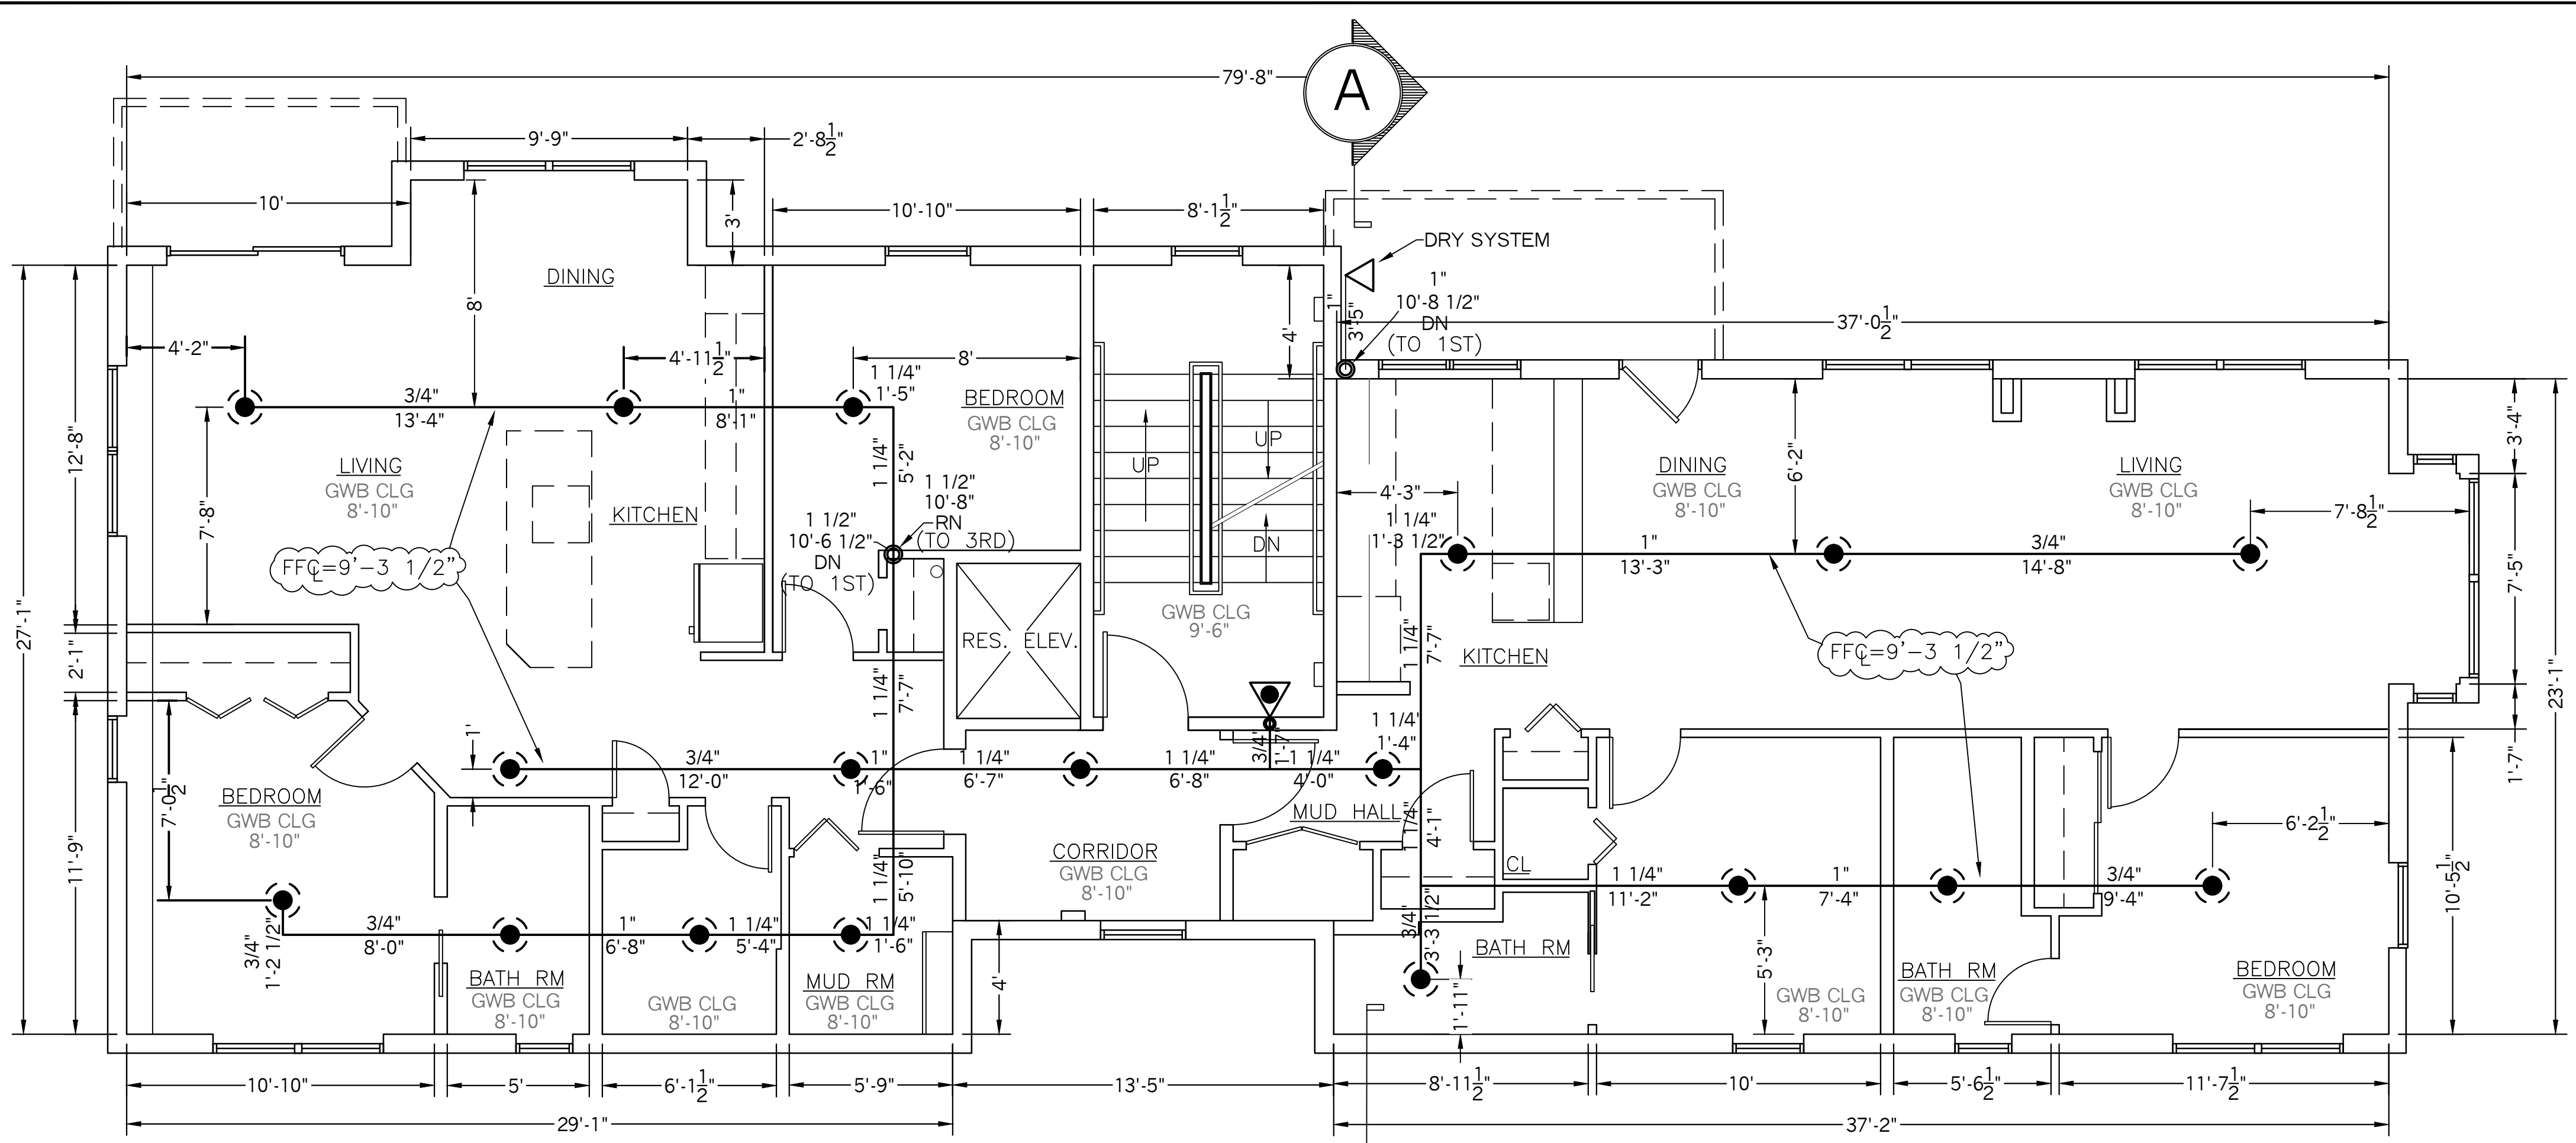 79'-8"
A
9'-9"
2'-8 1/2"
10'
3'
10'-10"
8'-1 1/2"
DRY SYSTEM
1"
10'-8 1/2"
DN
(TO 1ST)
1"
3'-5"
37'-0 1/2"
DINING
8'
4'
4'-2"
4'-11 1/2"
8'
3/4"
13'-4"
1"
8'-1"
1 1/4"
1'-5"
BEDROOM
GWB CLG
8'-10"
12'-8"
27'-1"
7'-8"
LIVING
GWB CLG
8'-10"
KITCHEN
1 1/4"
5'-2"
1 1/2"
10'-8"
RN
(TO 3RD)
1 1/2"
10'-6 1/2"
DN
(TO 1ST)
UP
UP
DN
4'-3"
1 1/4"
1'-3 1/2"
DINING
GWB CLG
8'-10"
6'-2"
LIVING
GWB CLG
8'-10"
7'-8 1/2"
3'-4"
7'-5"
23'-1"
1"
13'-3"
3/4"
14'-8"
FF℄=9'-3 1/2"
GWB CLG
9'-6"
RES. ELEV.
1 1/4"
7'-7"
KITCHEN
FF℄=9'-3 1/2"
2'-1"
1 1/4"
7'-7"
1'
3/4"
12'-0"
1"
1'-6"
1 1/4"
6'-7"
1 1/4"
6'-8"
3/4"
1'-7"
1 1/4"
4'-0"
1 1/4"
1'-4"
1'-7"
BEDROOM
GWB CLG
8'-10"
7'-0 1/2"
11'-9"
MUD HALL
1 1/4"
4'-1"
6'-2 1/2"
CORRIDOR
GWB CLG
8'-10"
1 1/4"
5'-10"
CL
1 1/4"
11'-2"
1"
7'-4"
3/4"
9'-4"
10'-5 1/2"
3/4"
1'-2 1/2"
3/4"
8'-0"
1"
6'-8"
1 1/4"
5'-4"
1 1/4"
1'-6"
3/4"
3'-3 1/2"
BATH RM
5'-3"
BATH RM
GWB CLG
8'-10"
GWB CLG
8'-10"
MUD RM
GWB CLG
8'-10"
4'
1'-11"
GWB CLG
8'-10"
BATH RM
GWB CLG
8'-10"
BEDROOM
GWB CLG
8'-10"
10'-10"
5'
6'-1 1/2"
5'-9"
13'-5"
8'-11 1/2"
10'
5'-6 1/2"
11'-7 1/2"
29'-1"
37'-2"